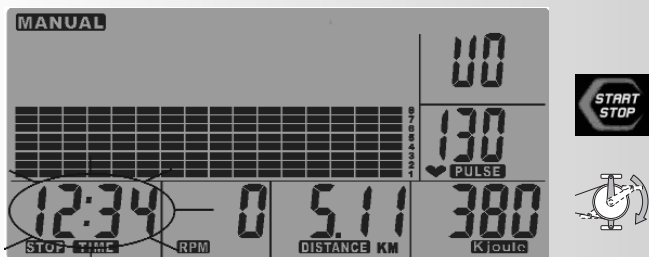 MANUAL
U0
START
STOP
8
7
6
5
4
3
2
1
130
PULSE
12:34
0
5.11
380
STOP TIME
RPM
DISTANCE KM
Kjoule